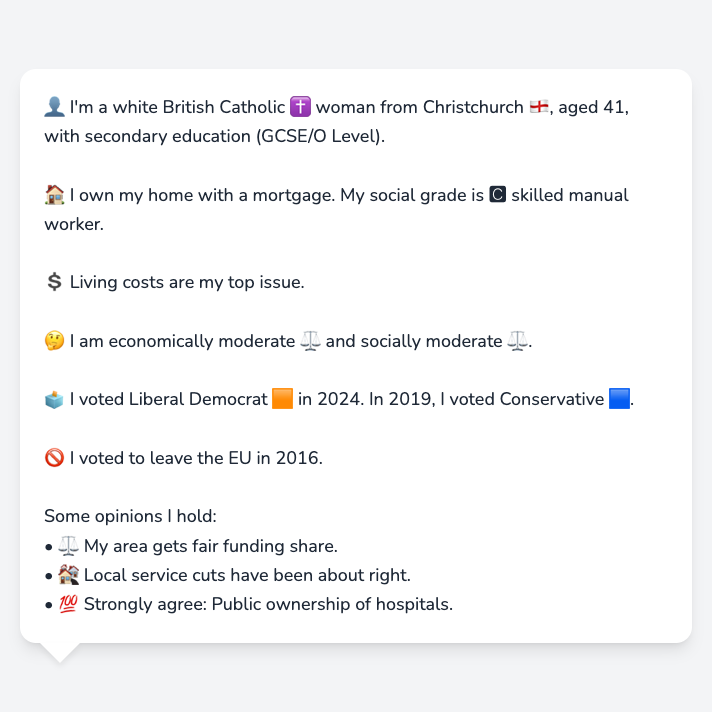 👤 I'm a white British Catholic ✝️ woman from Christchurch 🏴󠁧󠁢󠁥󠁮󠁧󠁿, aged 41,
with secondary education (GCSE/O Level).
🏠 I own my home with a mortgage. My social grade is 🅲 skilled manual
worker.
💲 Living costs are my top issue.
🤔 I am economically moderate ⚖️ and socially moderate ⚖️.
🗳️ I voted Liberal Democrat 🟧 in 2024. In 2019, I voted Conservative 🟦.
🚫 I voted to leave the EU in 2016.
Some opinions I hold:
• ⚖️ My area gets fair funding share.
• 🏘️ Local service cuts have been about right.
• 💯 Strongly agree: Public ownership of hospitals.